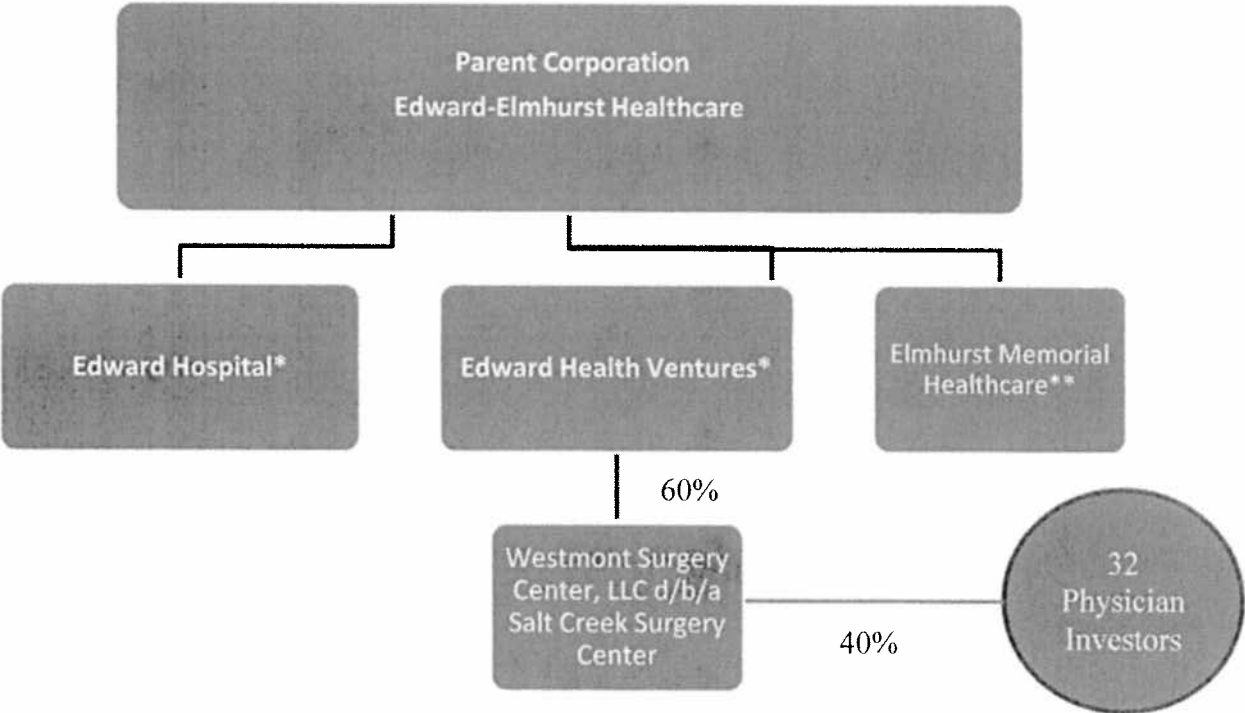 Parent Corporation
Edward-Elmhurst Healthcare
Edward Hospital*
Edward Health Ventures*
Elmhurst Memorial
Healthcare**
60%
Westmont Surgery
Center, LLC d/b/a
Salt Creek Surgery
Center
40%
32
Physician
Investors